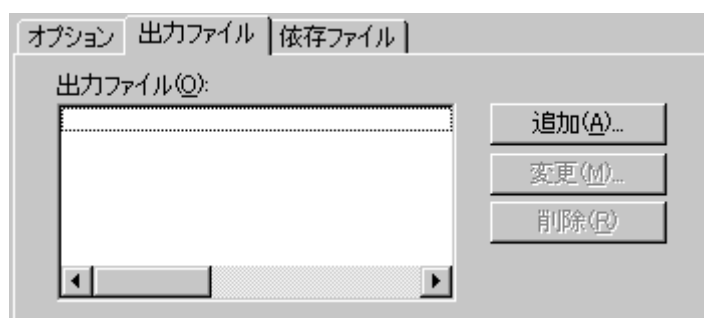 オプション 出力ファイル 依存ファイル
出力ファイル(O):
追加(A)...
変更(M)...
削除(R)